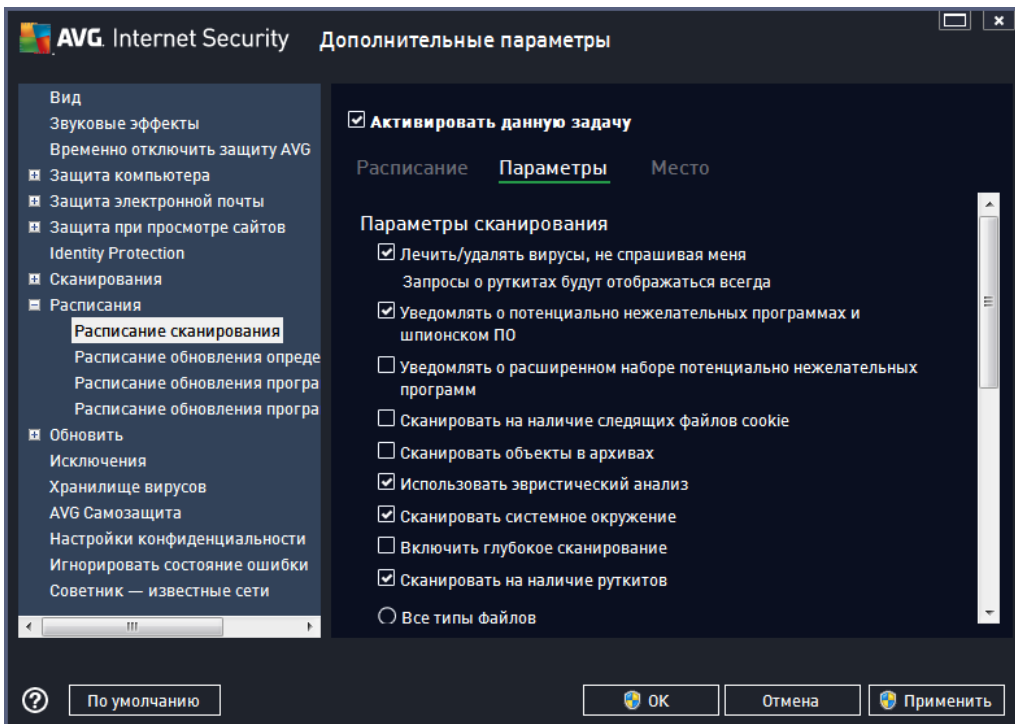 AVG. Internet Security Дополнительные параметры
Вид
Звуковые эффекты
Временно отключить защиту AVG
Защита компьютера
Защита электронной почты
Защита при просмотре сайтов
Identity Protection
Сканирования
Расписания
Расписание сканирования
Расписание обновления опреде
Расписание обновления програ
Расписание обновления програ
Обновить
Исключения
Хранилище вирусов
AVG Самозащита
Настройки конфиденциальности
Игнорировать состояние ошибки
Советник — известные сети
Активировать данную задачу
Расписание Параметры Место
Параметры сканирования
Лечить/удалять вирусы, не спрашивая меня
Запросы о руткитах будут отображаться всегда
Уведомлять о потенциально нежелательных программах и
шпионском ПО
Уведомлять о расширенном наборе потенциально нежелательных
программ
Сканировать на наличие следящих файлов cookie
Сканировать объекты в архивах
Использовать эвристический анализ
Сканировать системное окружение
Включить глубокое сканирование
Сканировать на наличие руткитов
Все типы файлов
? По умолчанию OK Отмена Применить